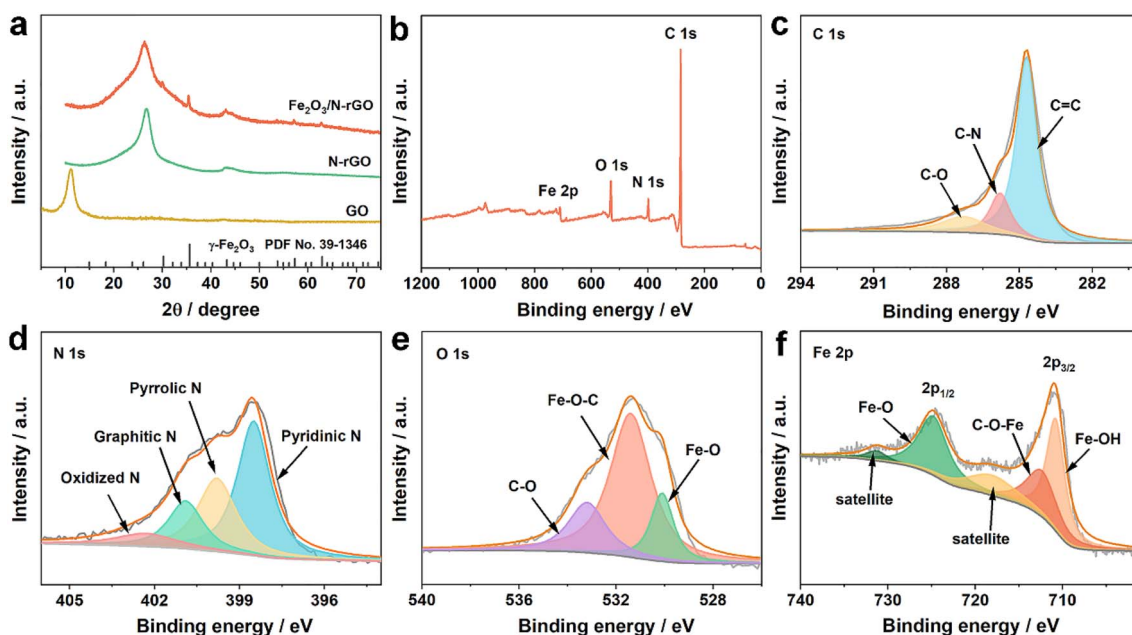 a
Intensity / a.u.
Fe₂O₃/N-rGO
N-rGO
GO
γ-Fe₂O₃ PDF No. 39-1346
10 20 30 40 50 60 70
2θ / degree
b
Intensity / a.u.
C 1s
O 1s
N 1s
Fe 2p
1200 1000 800 600 400 200 0
Binding energy / eV
c
C 1s
Intensity / a.u.
C=C
C-N
C-O
294 288 285 282
Binding energy / eV
d
N 1s
Intensity / a.u.
Pyrrolic N
Graphitic N
Pyridinic N
Oxidized N
405 402 399 396
Binding energy / eV
e
O 1s
Intensity / a.u.
Fe-O-C
Fe-O
C-O
540 536 532 528
Binding energy / eV
f
Fe 2p
Intensity / a.u.
2p₃/₂
2p₁/₂
Fe-O
C-O-Fe
Fe-OH
satellite
satellite
740 730 720 710
Binding energy / eV